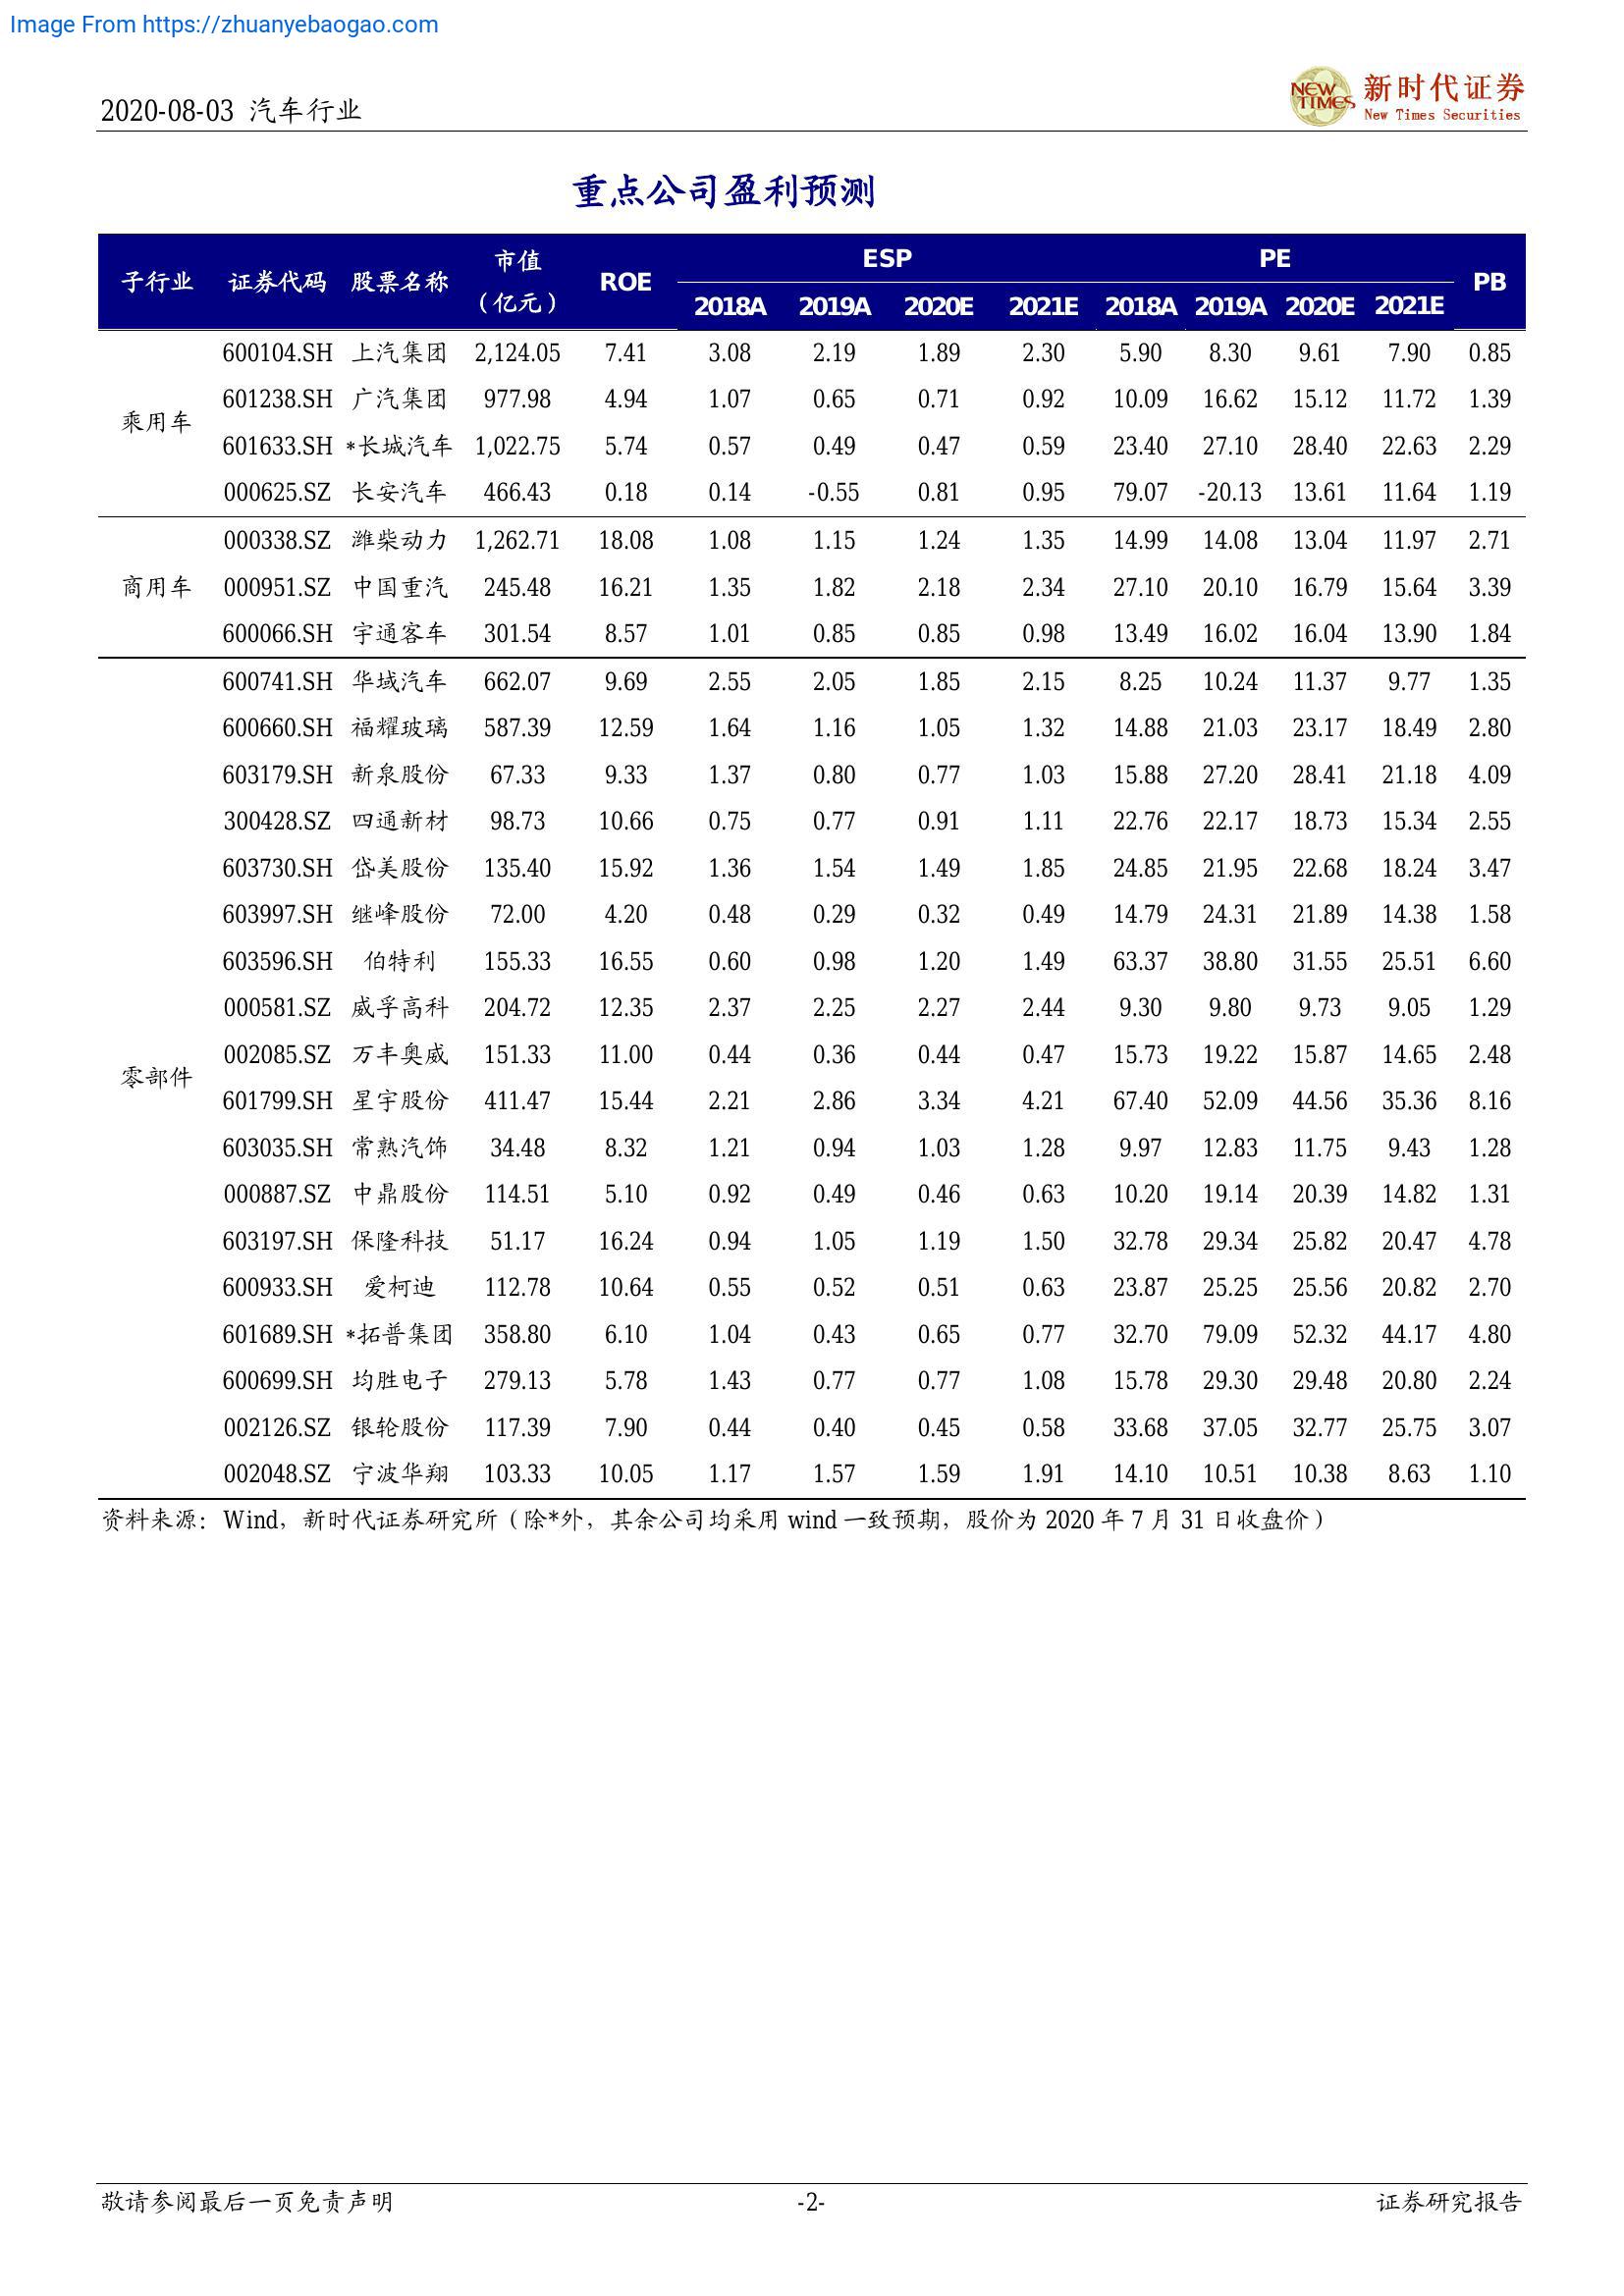 Image From https://zhuanyebaogao.com
2020-08-03 汽车行业
NEW TIMES 新时代证券
New Times Securities
重点公司盈利预测
子行业 证券代码 股票名称 市值（亿元） ROE ESP PE PB
2018A 2019A 2020E 2021E 2018A 2019A 2020E 2021E
乘用车
600104.SH 上汽集团 2,124.05 7.41 3.08 2.19 1.89 2.30 5.90 8.30 9.61 7.90 0.85
601238.SH 广汽集团 977.98 4.94 1.07 0.65 0.71 0.92 10.09 16.62 15.12 11.72 1.39
601633.SH *长城汽车 1,022.75 5.74 0.57 0.49 0.47 0.59 23.40 27.10 28.40 22.63 2.29
000625.SZ 长安汽车 466.43 0.18 0.14 -0.55 0.81 0.95 79.07 -20.13 13.61 11.64 1.19
商用车
000338.SZ 潍柴动力 1,262.71 18.08 1.08 1.15 1.24 1.35 14.99 14.08 13.04 11.97 2.71
000951.SZ 中国重汽 245.48 16.21 1.35 1.82 2.18 2.34 27.10 20.10 16.79 15.64 3.39
600066.SH 宇通客车 301.54 8.57 1.01 0.85 0.85 0.98 13.49 16.02 16.04 13.90 1.84
零部件
600741.SH 华域汽车 662.07 9.69 2.55 2.05 1.85 2.15 8.25 10.24 11.37 9.77 1.35
600660.SH 福耀玻璃 587.39 12.59 1.64 1.16 1.05 1.32 14.88 21.03 23.17 18.49 2.80
603179.SH 新泉股份 67.33 9.33 1.37 0.80 0.77 1.03 15.88 27.20 28.41 21.18 4.09
300428.SZ 四通新材 98.73 10.66 0.75 0.77 0.91 1.11 22.76 22.17 18.73 15.34 2.55
603730.SH 岱美股份 135.40 15.92 1.36 1.54 1.49 1.85 24.85 21.95 22.68 18.24 3.47
603997.SH 继峰股份 72.00 4.20 0.48 0.29 0.32 0.49 14.79 24.31 21.89 14.38 1.58
603596.SH 伯特利 155.33 16.55 0.60 0.98 1.20 1.49 63.37 38.80 31.55 25.51 6.60
000581.SZ 威孚高科 204.72 12.35 2.37 2.25 2.27 2.44 9.30 9.80 9.73 9.05 1.29
002085.SZ 万丰奥威 151.33 11.00 0.44 0.36 0.44 0.47 15.73 19.22 15.87 14.65 2.48
601799.SH 星宇股份 411.47 15.44 2.21 2.86 3.34 4.21 67.40 52.09 44.56 35.36 8.16
603035.SH 常熟汽饰 34.48 8.32 1.21 0.94 1.03 1.28 9.97 12.83 11.75 9.43 1.28
000887.SZ 中鼎股份 114.51 5.10 0.92 0.49 0.46 0.63 10.20 19.14 20.39 14.82 1.31
603197.SH 保隆科技 51.17 16.24 0.94 1.05 1.19 1.50 32.78 29.34 25.82 20.47 4.78
600933.SH 爱柯迪 112.78 10.64 0.55 0.52 0.51 0.63 23.87 25.25 25.56 20.82 2.70
601689.SH *拓普集团 358.80 6.10 1.04 0.43 0.65 0.77 32.70 79.09 52.32 44.17 4.80
600699.SH 均胜电子 279.13 5.78 1.43 0.77 0.77 1.08 15.78 29.30 29.48 20.80 2.24
002126.SZ 银轮股份 117.39 7.90 0.44 0.40 0.45 0.58 33.68 37.05 32.77 25.75 3.07
002048.SZ 宁波华翔 103.33 10.05 1.17 1.57 1.59 1.91 14.10 10.51 10.38 8.63 1.10
资料来源：Wind，新时代证券研究所（除*外，其余公司均采用 wind 一致预期，股价为 2020 年 7 月 31 日收盘价）
敬请参阅最后一页免责声明 -2- 证券研究报告